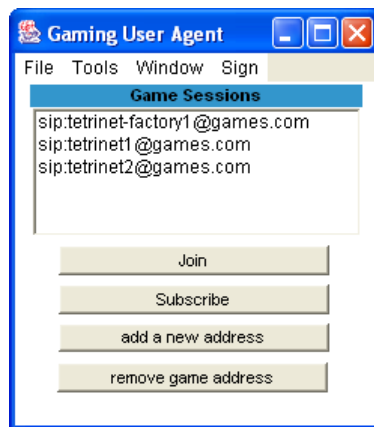 Gaming User Agent
File Tools Window Sign
Game Sessions
sip:tetrinet-factory1@games.com
sip:tetrinet1@games.com
sip:tetrinet2@games.com
Join
Subscribe
add a new address
remove game address